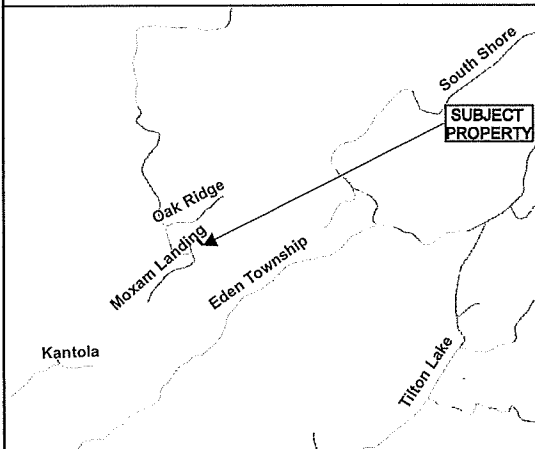 South Shore
SUBJECT
PROPERTY
Oak Ridge
Moxam Landing
Eden Township
Kantola
Tilton Lake